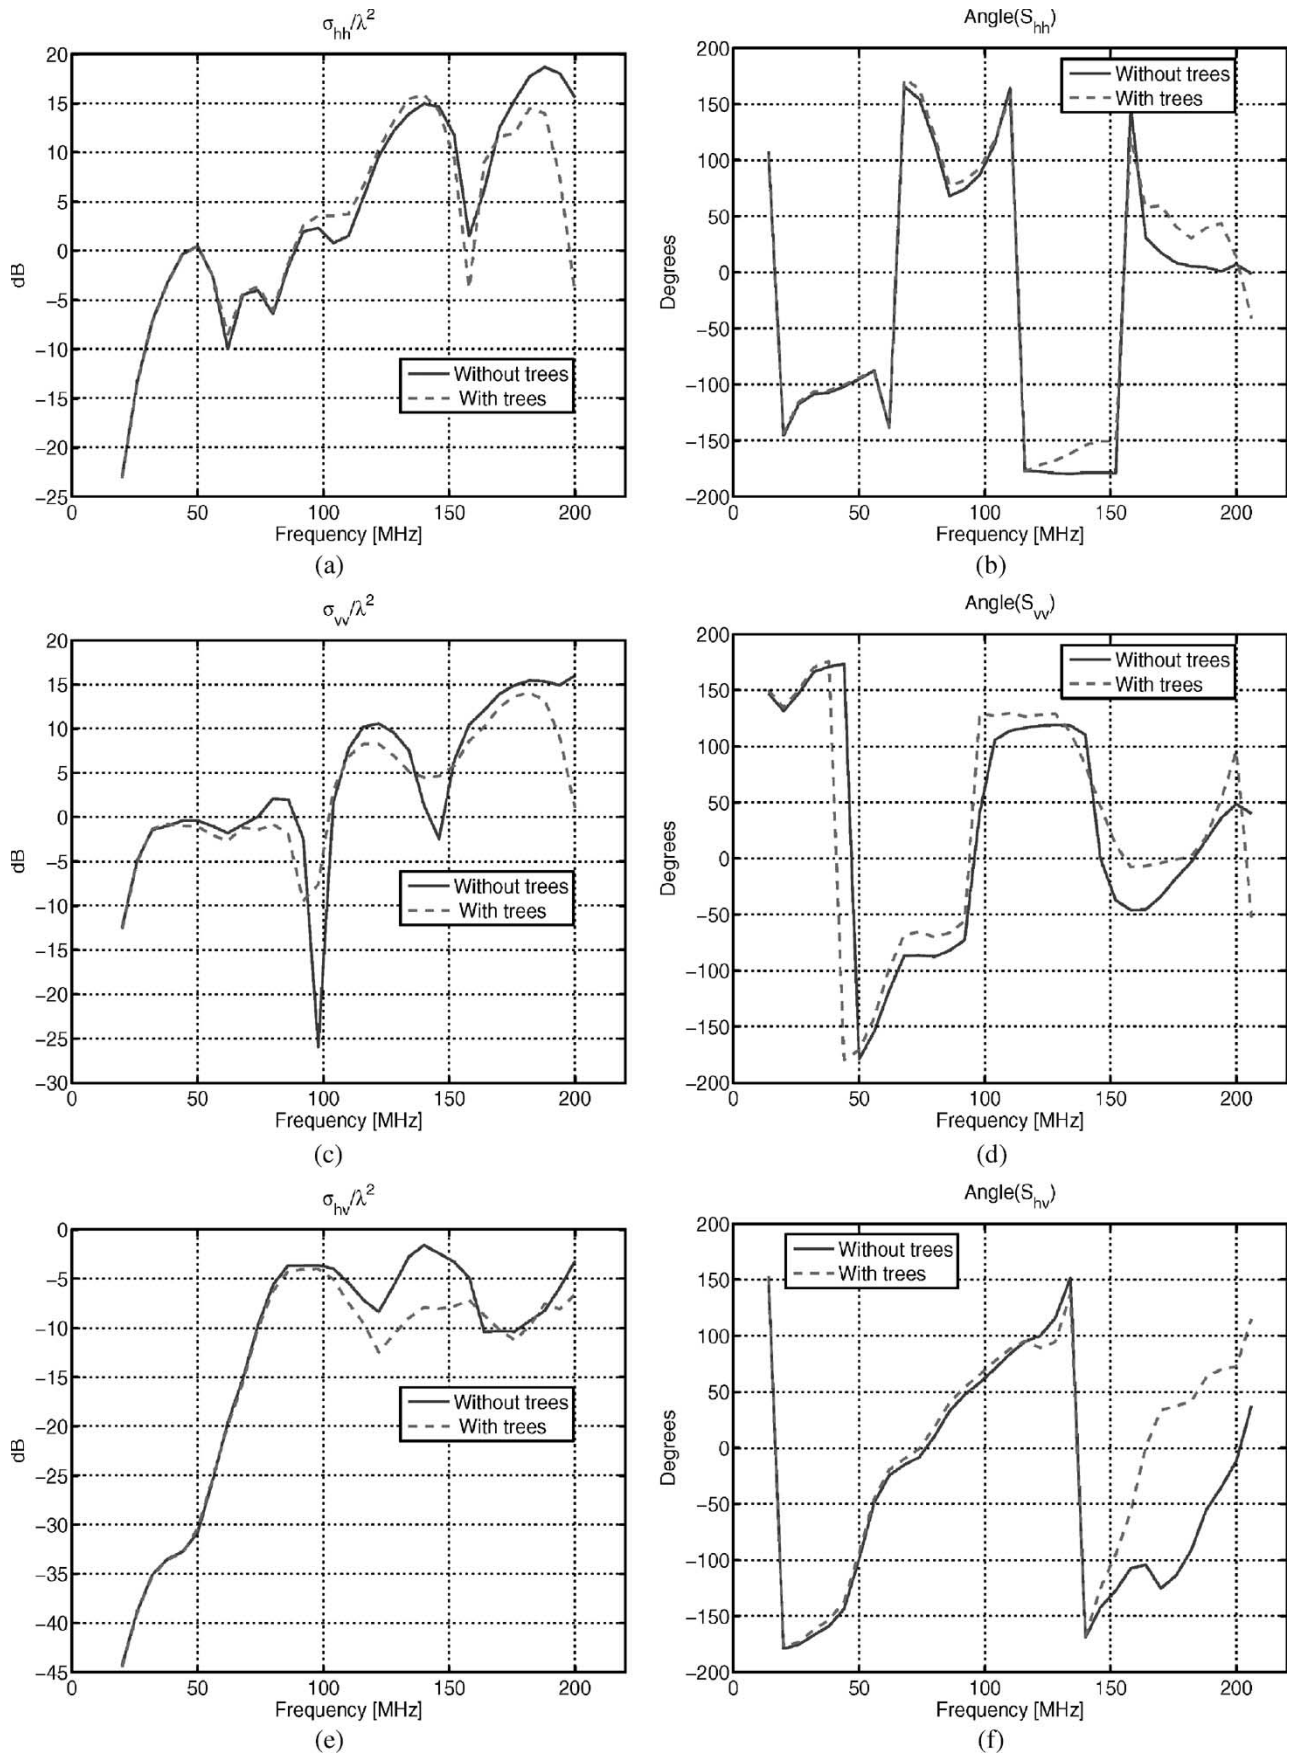 σhh/λ²
20
15
10
5
0
−5
−10
−15
−20
−25
dB
0 50 100 150 200
Frequency [MHz]
Without trees
With trees
(a)
Angle(Shh)
200
150
100
50
0
−50
−100
−150
−200
Degrees
0 50 100 150 200
Frequency [MHz]
Without trees
With trees
(b)
σvv/λ²
20
15
10
5
0
−5
−10
−15
−20
−25
−30
dB
0 50 100 150 200
Frequency [MHz]
Without trees
With trees
(c)
Angle(Svv)
200
150
100
50
0
−50
−100
−150
−200
Degrees
0 50 100 150 200
Frequency [MHz]
Without trees
With trees
(d)
σhv/λ²
0
−5
−10
−15
−20
−25
−30
−35
−40
−45
dB
0 50 100 150 200
Frequency [MHz]
Without trees
With trees
(e)
Angle(Shv)
200
150
100
50
0
−50
−100
−150
−200
Degrees
0 50 100 150 200
Frequency [MHz]
Without trees
With trees
(f)